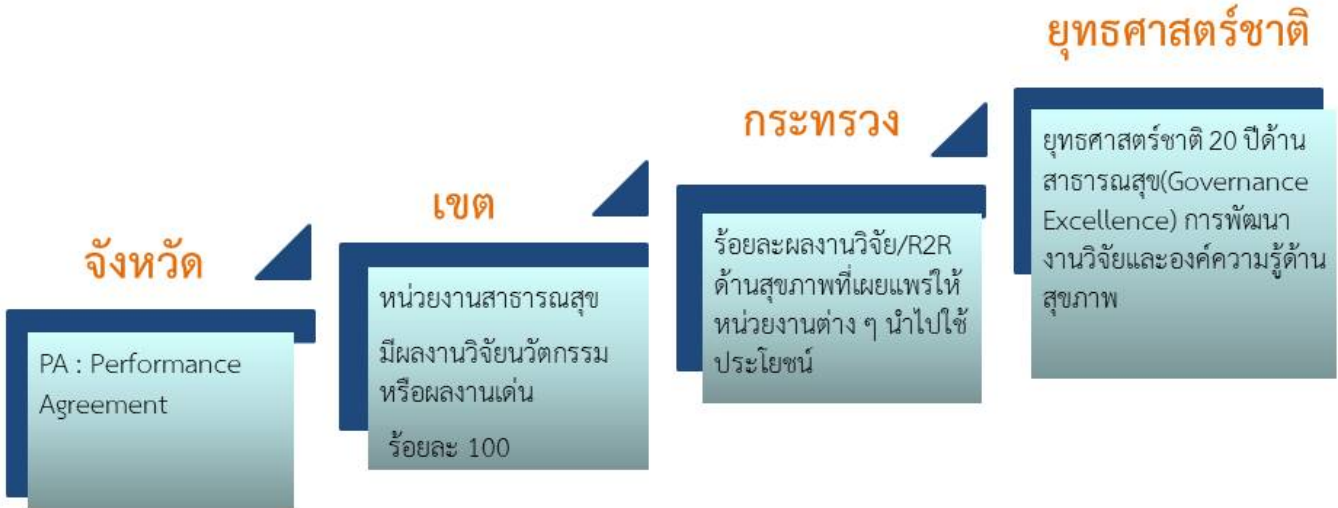 ยุทธศาสตร์ชาติ
ยุทธศาสตร์ชาติ 20 ปีด้าน
สาธารณสุข(Governance
Excellence) การพัฒนา
งานวิจัยและองค์ความรู้ด้าน
สุขภาพ
กระทรวง
ร้อยละผลงานวิจัย/R2R
ด้านสุขภาพที่เผยแพร่ให้
หน่วยงานต่าง ๆ นำไปใช้
ประโยชน์
เขต
หน่วยงานสาธารณสุข
มีผลงานวิจัยนวัตกรรม
หรือผลงานเด่น
ร้อยละ 100
จังหวัด
PA : Performance
Agreement